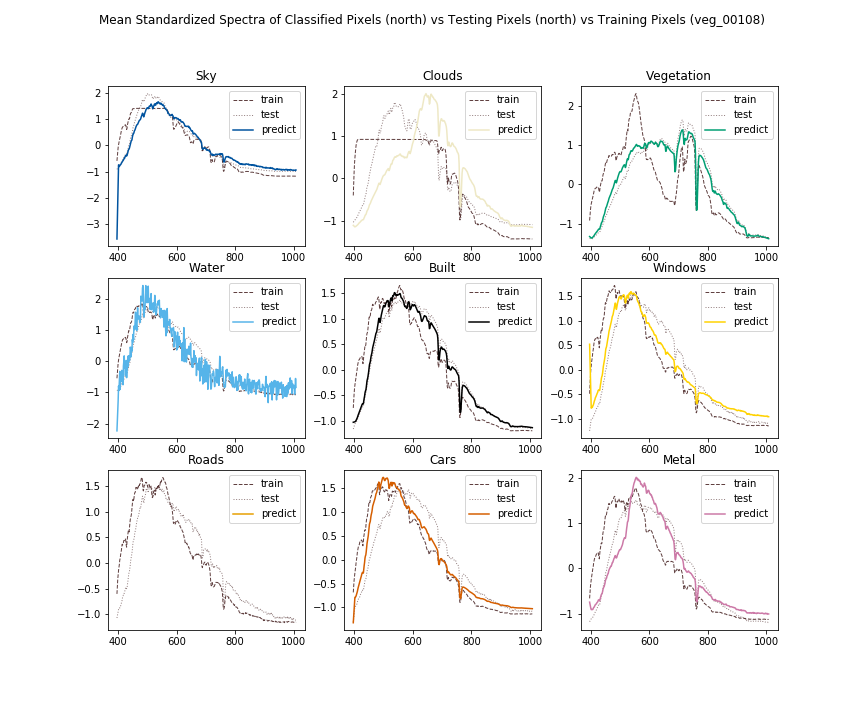 Mean Standardized Spectra of Classified Pixels (north) vs Testing Pixels (north) vs Training Pixels (veg_00108)
Sky
2
1
0
−1
−2
−3
400 600 800 1000
train
test
predict
Clouds
2
1
0
−1
400 600 800 1000
train
test
predict
Vegetation
2
1
0
−1
400 600 800 1000
train
test
predict
Water
2
1
0
−1
−2
400 600 800 1000
train
test
predict
Built
1.5
1.0
0.5
0.0
−0.5
−1.0
400 600 800 1000
train
test
predict
Windows
1.5
1.0
0.5
0.0
−0.5
−1.0
400 600 800 1000
train
test
predict
Roads
1.5
1.0
0.5
0.0
−0.5
−1.0
400 600 800 1000
train
test
predict
Cars
1.5
1.0
0.5
0.0
−0.5
−1.0
400 600 800 1000
train
test
predict
Metal
2
1
0
−1
400 600 800 1000
train
test
predict